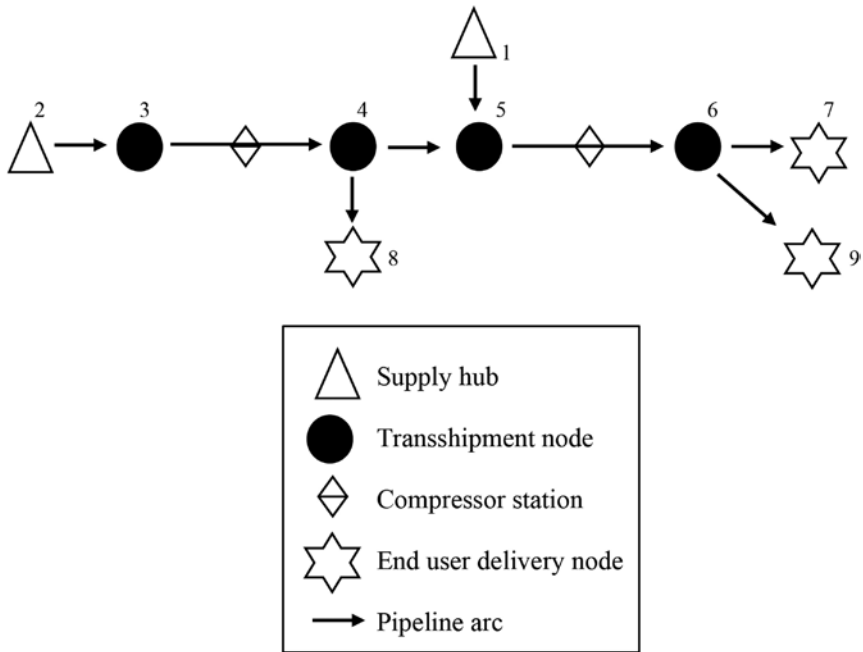 1
2 3 4 5 6 7
8 9
Supply hub
Transshipment node
Compressor station
End user delivery node
Pipeline arc